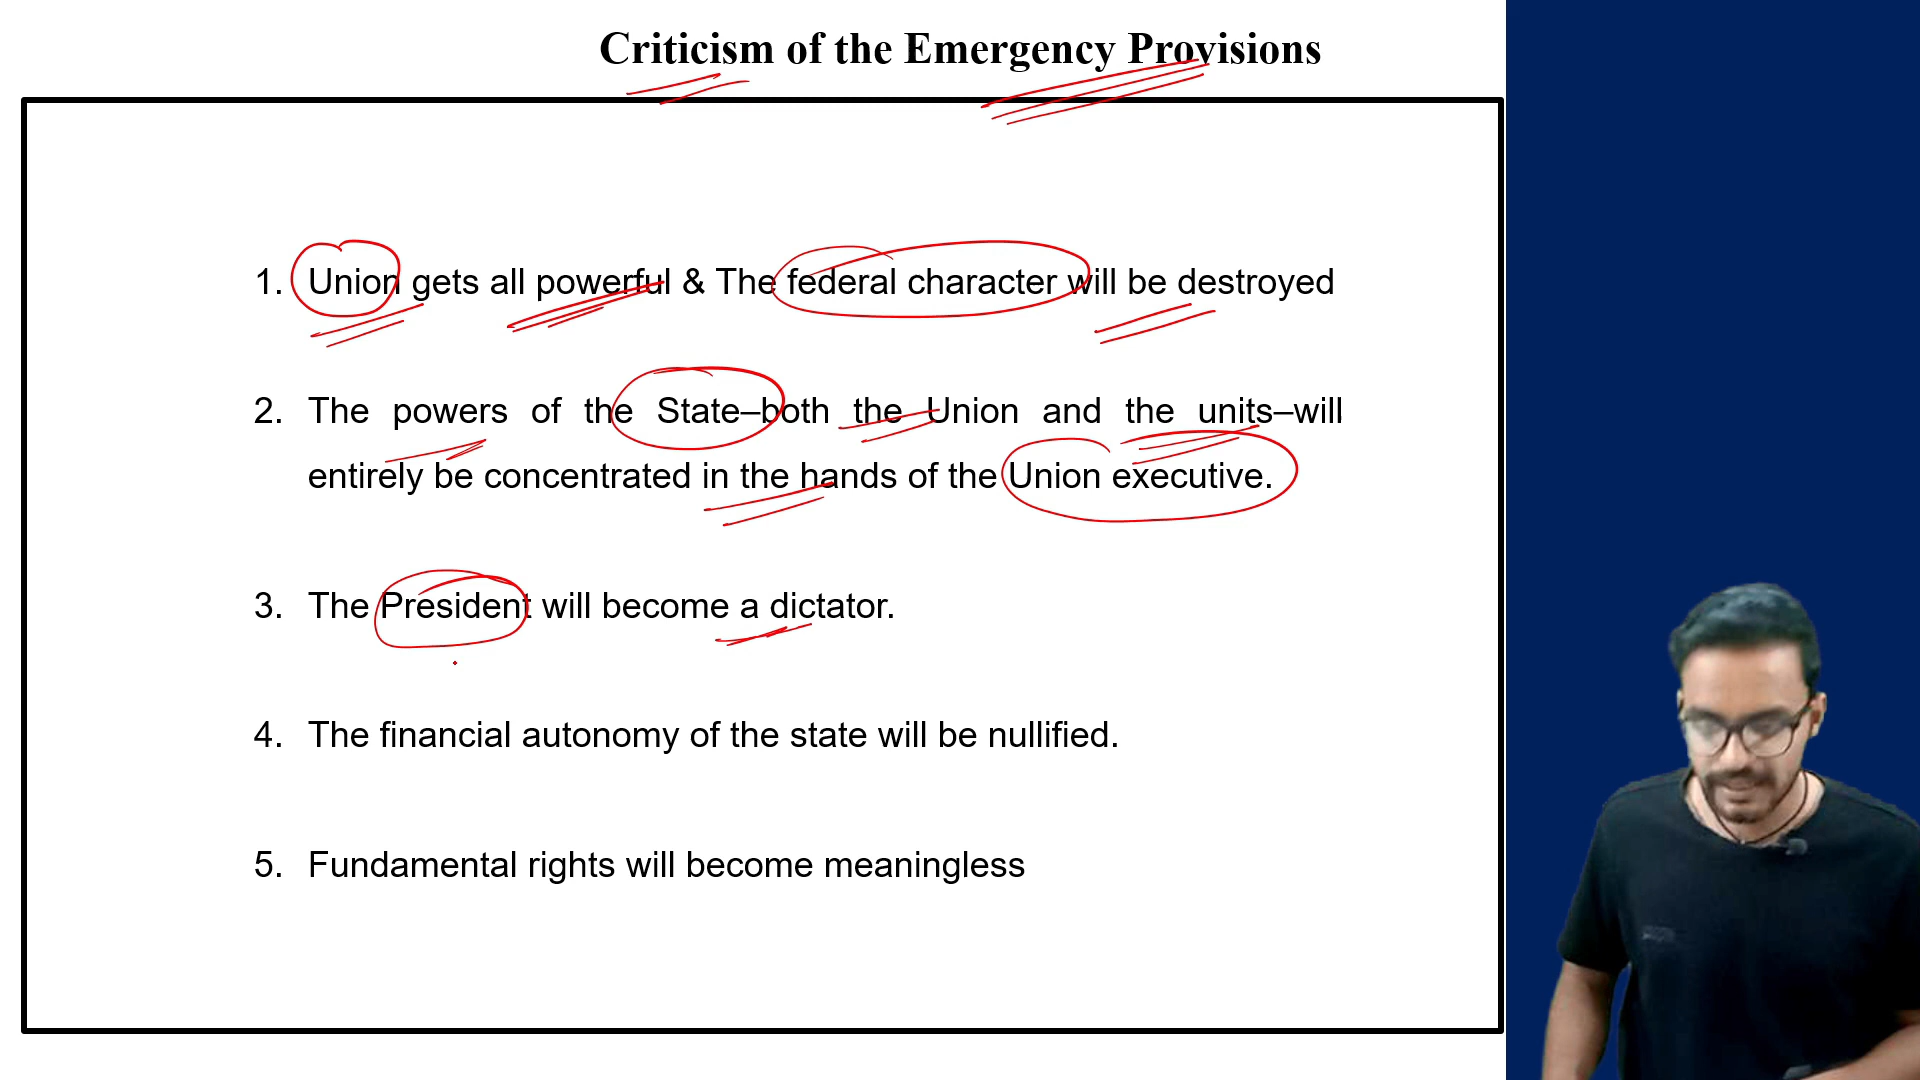 Criticism of the Emergency Provisions
1. Union gets all powerful & The federal character will be destroyed
2. The powers of the State–both the Union and the units–will
entirely be concentrated in the hands of the Union executive.
3. The President will become a dictator.
4. The financial autonomy of the state will be nullified.
5. Fundamental rights will become meaningless